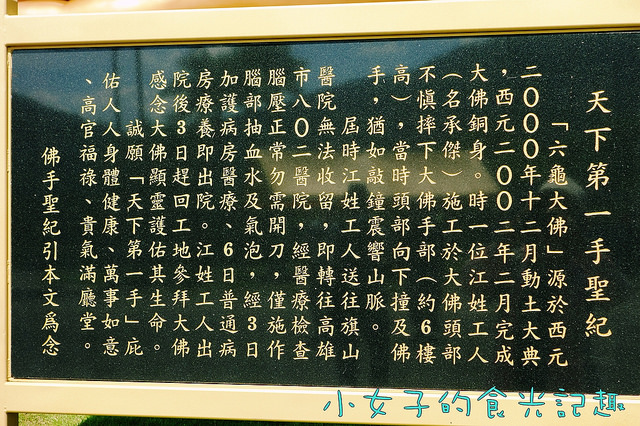 天下第一手聖紀
「六龜大佛」源於西元
二〇〇〇年十二月動土大典
，西元二〇〇二年二月完成
大佛銅身。時一位江姓工人
（名承傑）施工於大佛頭部
不慎摔下大佛手部（約6樓
高），當時頭部向下撞及佛
手，猶如敲鐘震響山脈。
屆時江姓工人送往旗山
醫院無法收留，即轉往高雄
市八〇二醫院，經醫療檢查
腦壓正常勿需開刀，僅施作
腦部抽血水及氣泡，經3日
加護病房醫療、6日普通病
房療養即出院。江姓工人出
院後3日趕回工地參拜大佛
感念大佛顯靈護佑其生命。
誠願「天下第一手」庇
佑人人身體健康、萬事如意
、高官福祿、貴氣滿廳堂。
佛手聖紀引本文為念
小女子的食光記趣